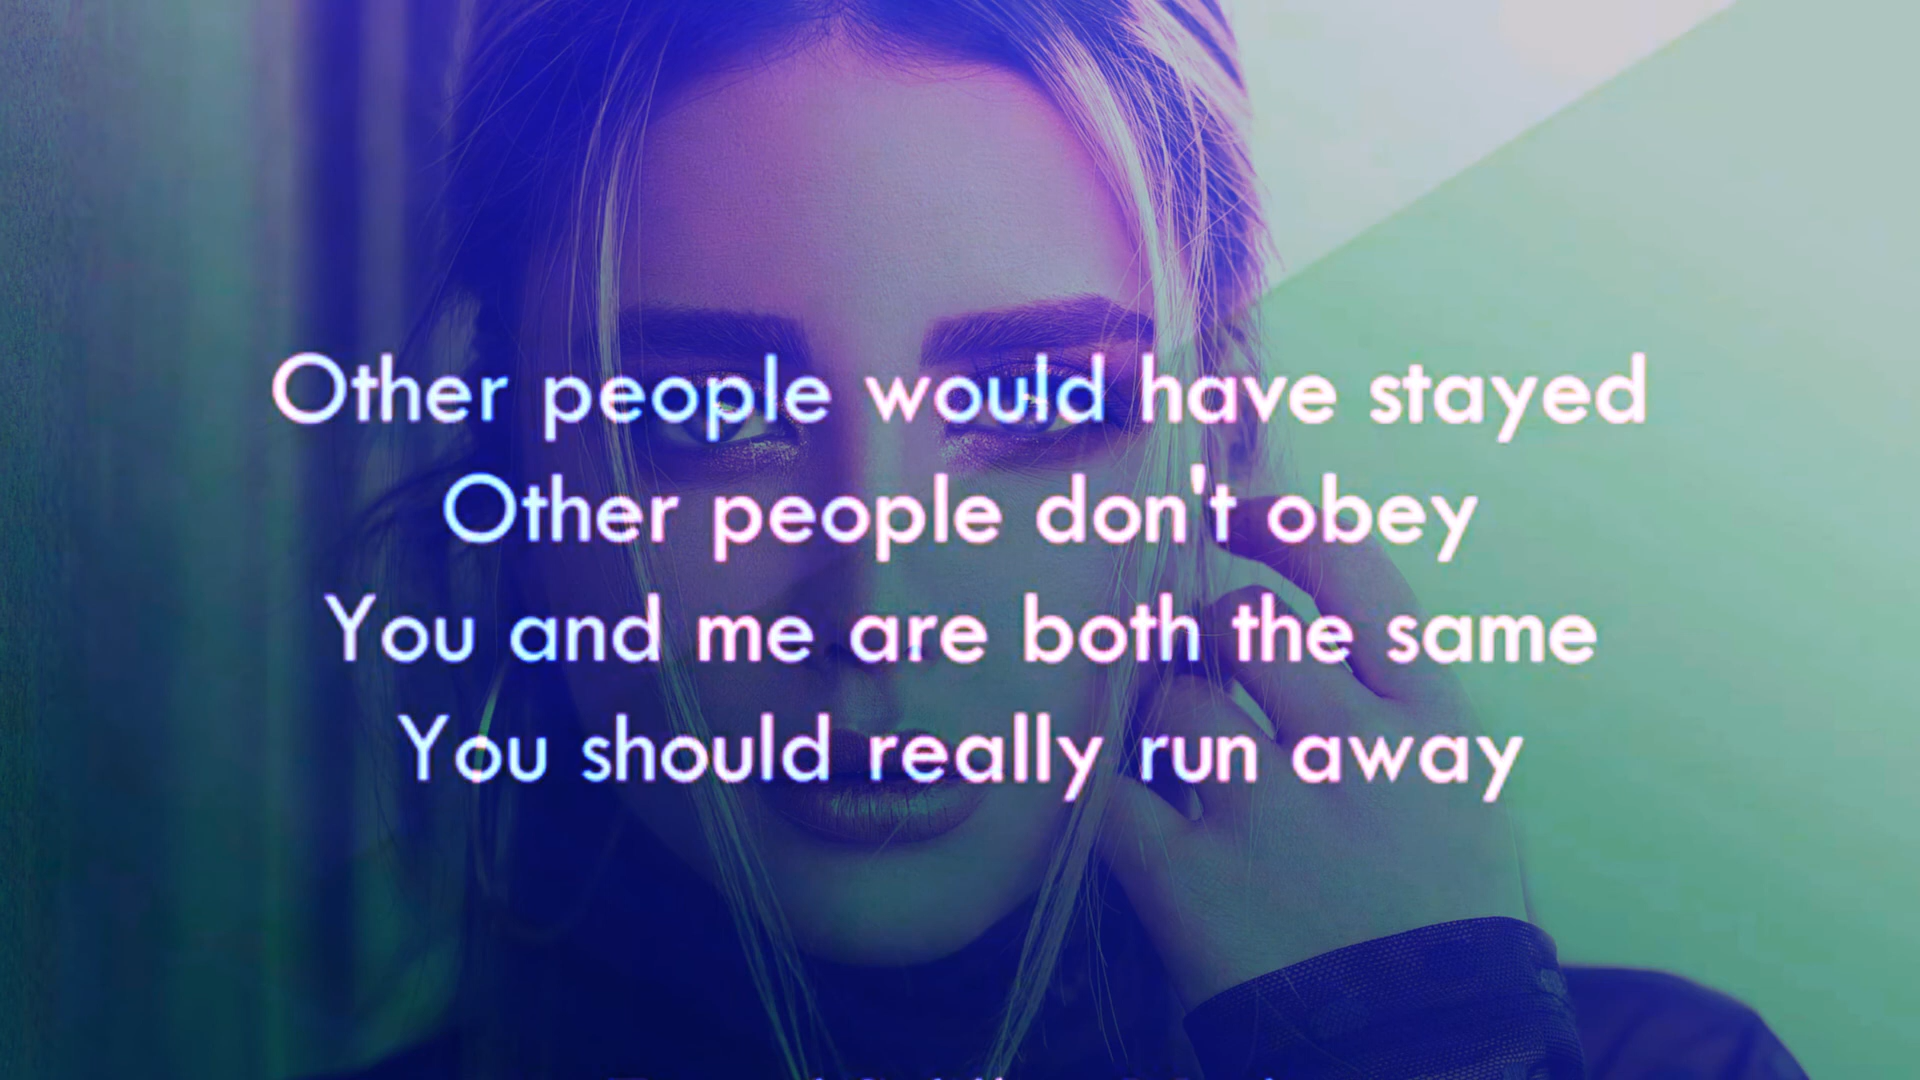 Other people would have stayed
Other people don't obey
You and me are both the same
You should really run away